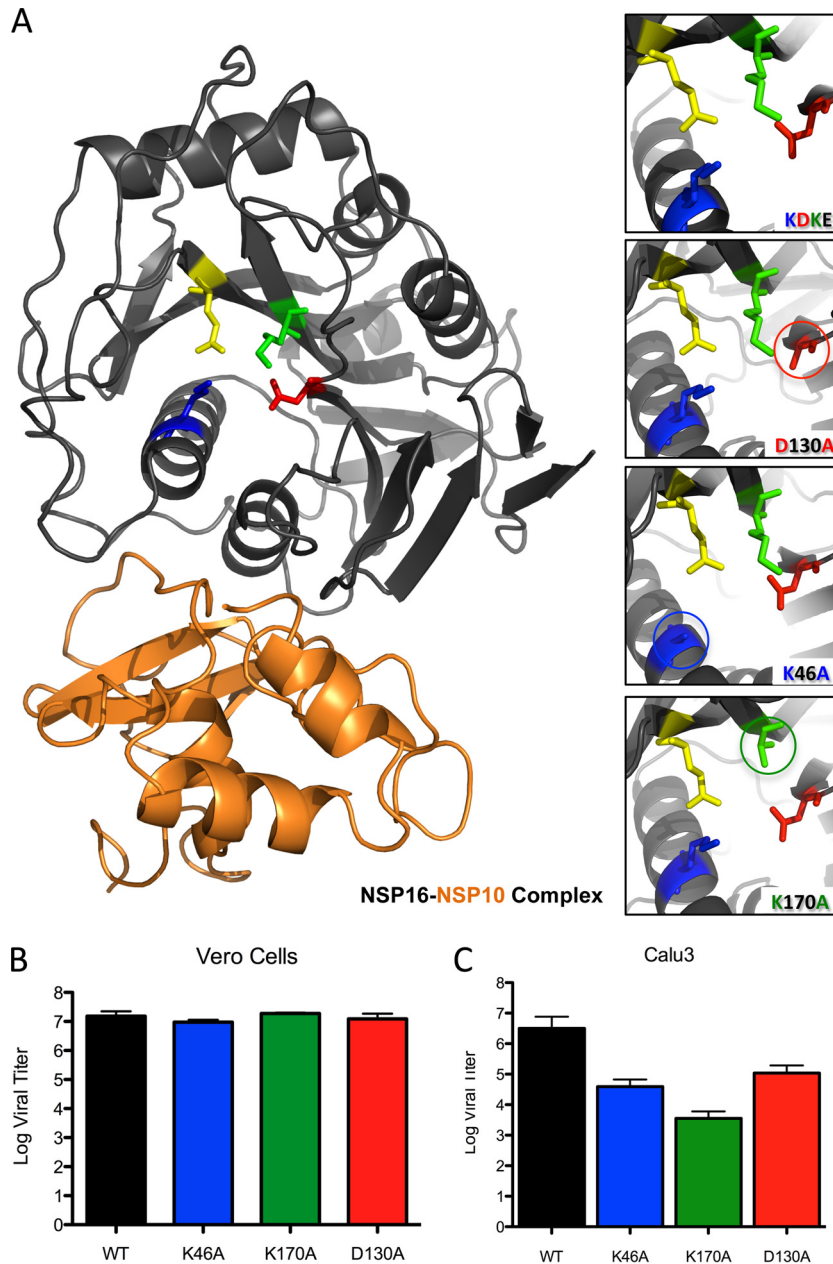 A
KDKE
D130A
K46A
K170A
NSP16-NSP10 Complex
B
Vero Cells
Log Viral Titer
8
7
6
5
4
3
2
1
0
WT K46A K170A D130A
C
Calu3
Log Viral Titer
8
7
6
5
4
3
2
1
0
WT K46A K170A D130A